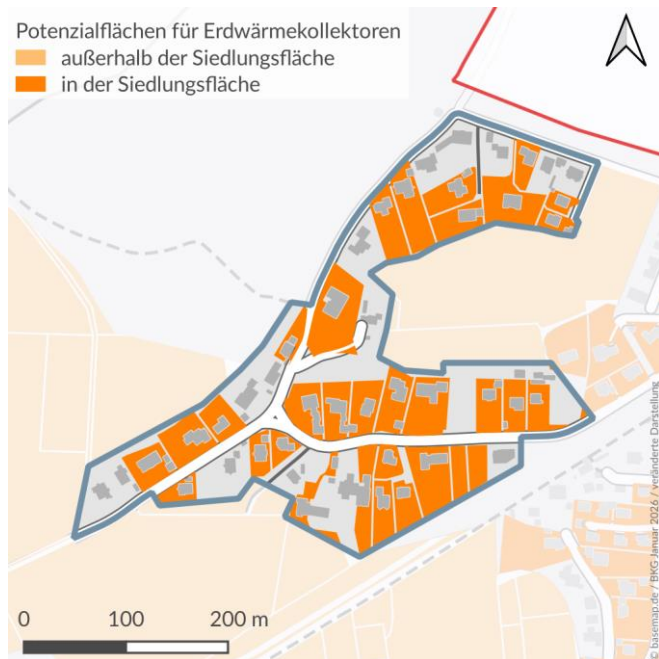 Potenzialflächen für Erdwärmekollektoren
außerhalb der Siedlungsfläche
in der Siedlungsfläche
0 100 200 m
© basemap.de / BKG Januar 2026 / veränderte Darstellung